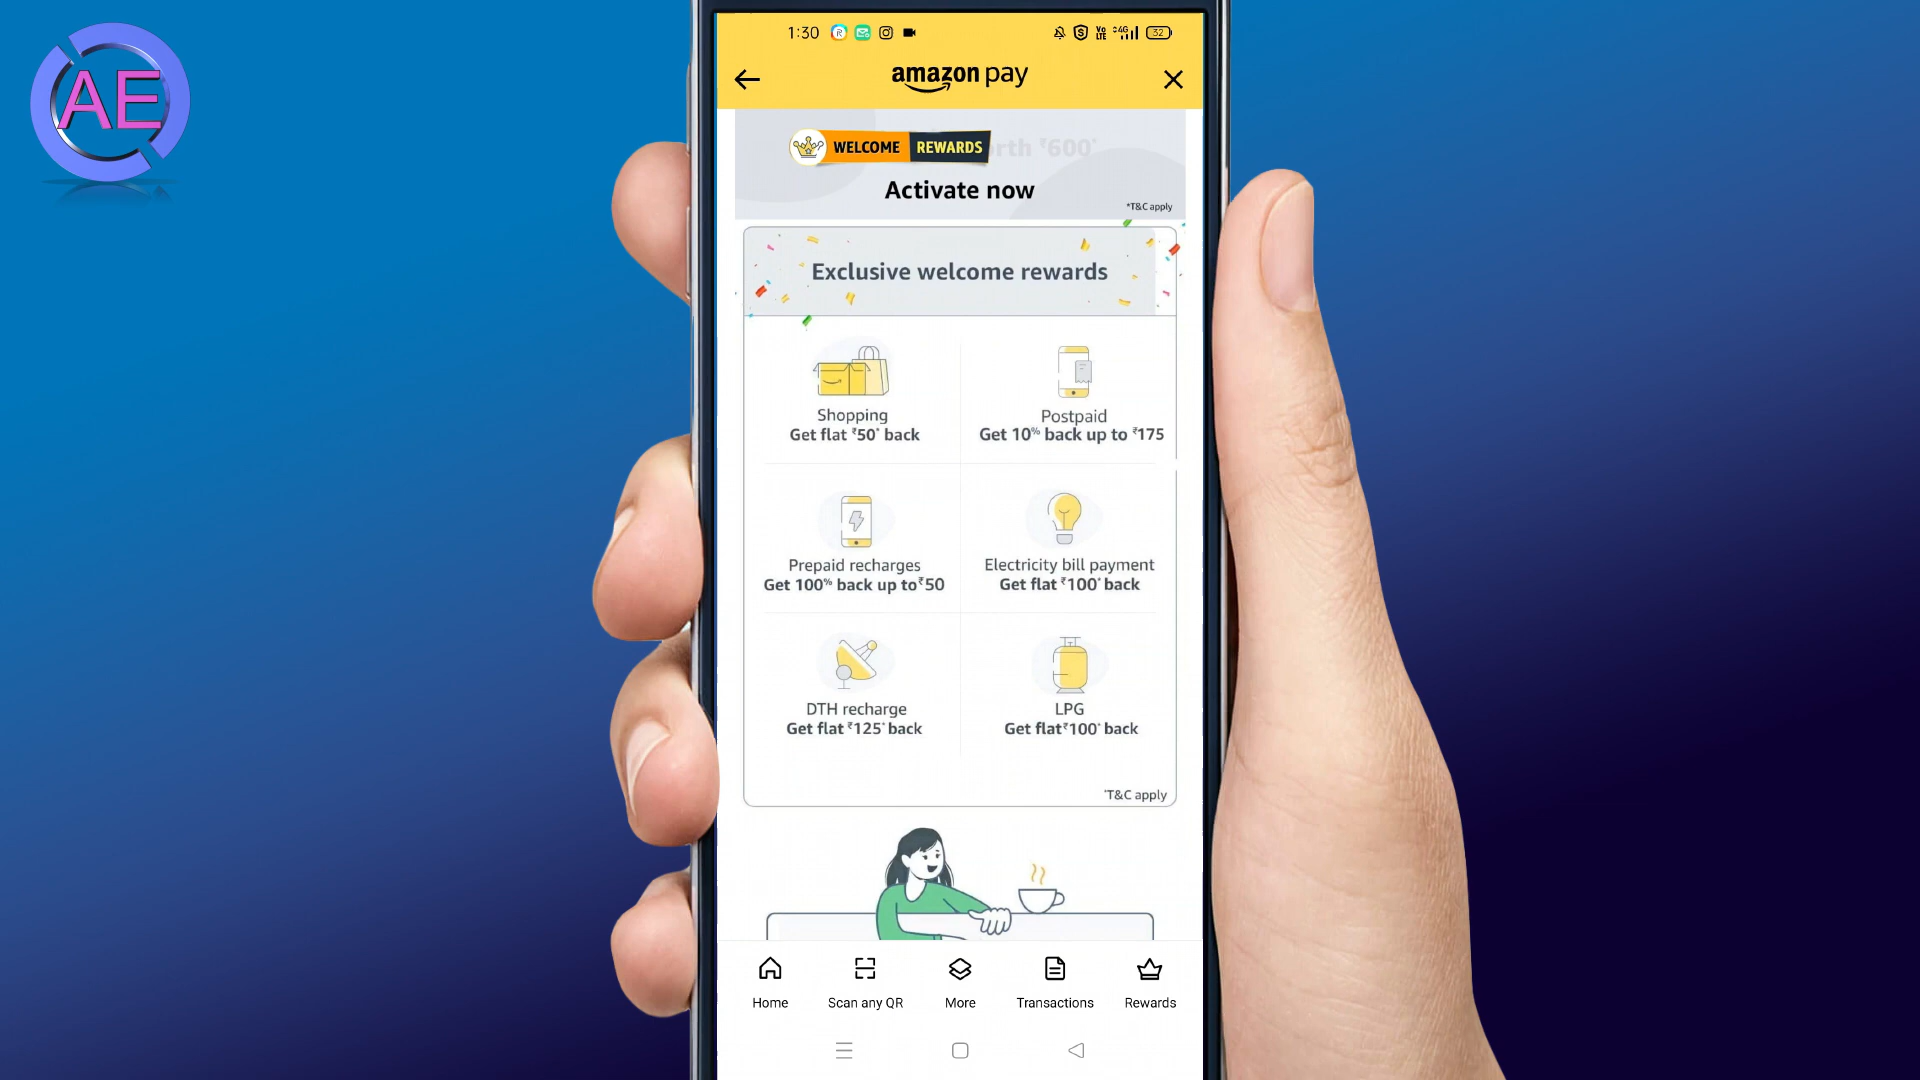 AE
1:30
VoLTE 4G 32
amazon pay
WELCOME REWARDS
rth ₹600*
Activate now
*T&C apply
Exclusive welcome rewards
Shopping
Get flat ₹50* back
Postpaid
Get 10% back up to ₹175
Prepaid recharges
Get 100% back up to ₹50
Electricity bill payment
Get flat ₹100* back
DTH recharge
Get flat ₹125* back
LPG
Get flat ₹100* back
*T&C apply
Home
Scan any QR
More
Transactions
Rewards